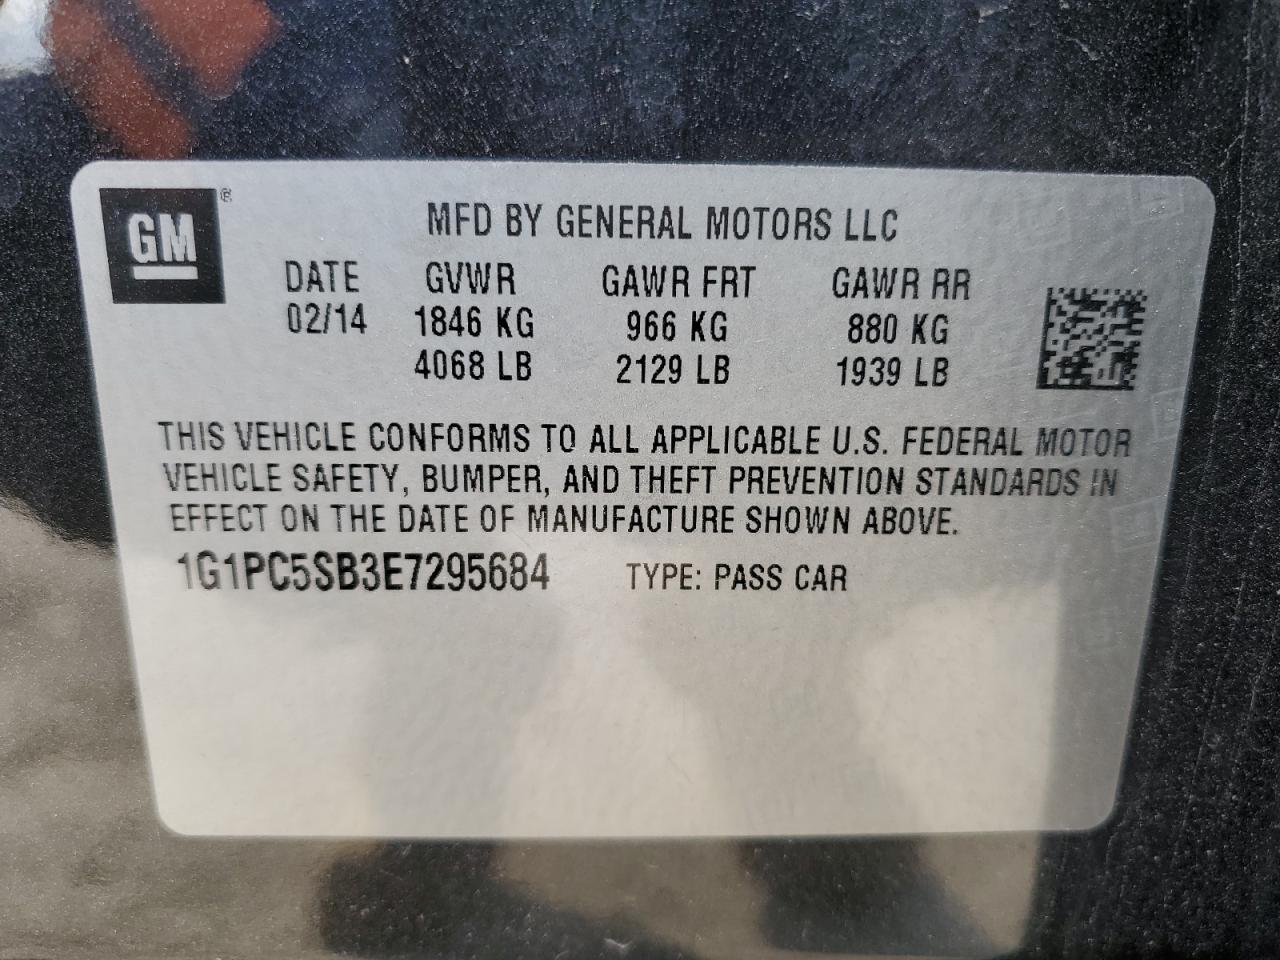 GM®
MFD BY GENERAL MOTORS LLC
DATE GVWR GAWR FRT GAWR RR
02/14 1846 KG 966 KG 880 KG
4068 LB 2129 LB 1939 LB
THIS VEHICLE CONFORMS TO ALL APPLICABLE U.S. FEDERAL MOTOR
VEHICLE SAFETY, BUMPER, AND THEFT PREVENTION STANDARDS IN
EFFECT ON THE DATE OF MANUFACTURE SHOWN ABOVE.
1G1PC5SB3E7295684 TYPE: PASS CAR